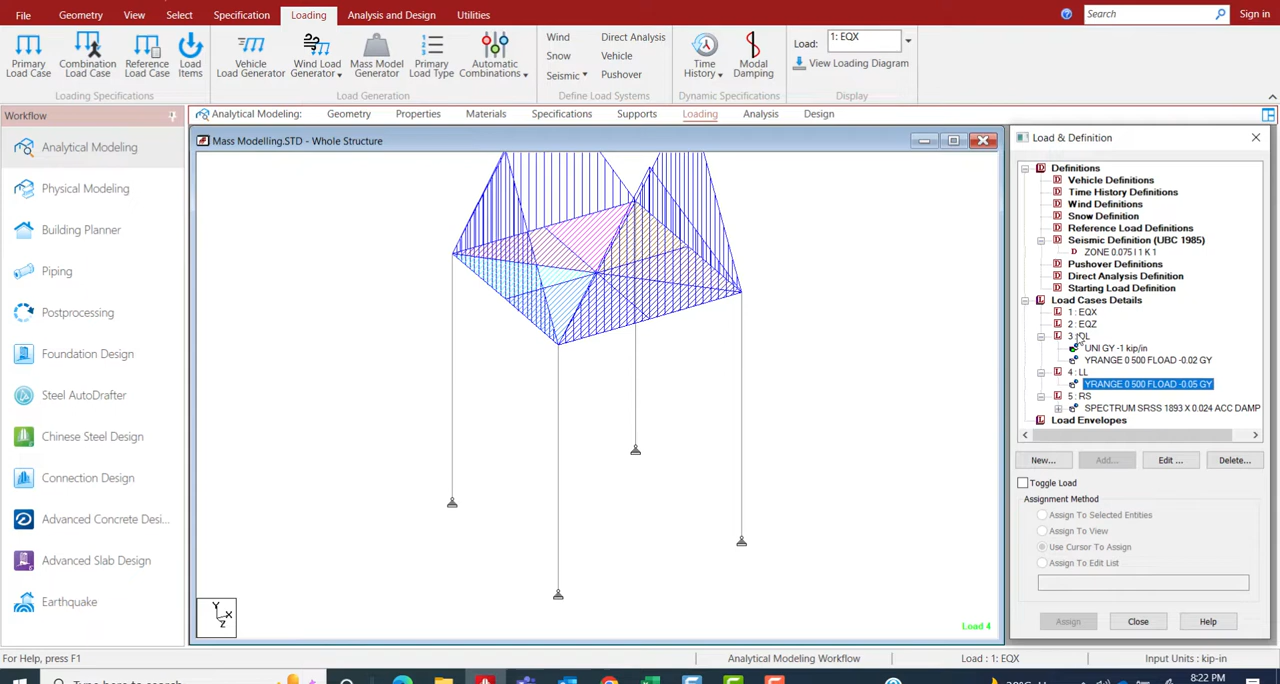 File Geometry View Select Specification Loading Analysis and Design Utilities Search Sign in
Primary Load Case
Combination Load Case
Reference Load Case
Load Items
Loading Specifications
Vehicle Load Generator
Wind Load Generator
Mass Model Generator
Primary Load Type
Automatic Combinations
Load Generation
Wind Direct Analysis
Snow Vehicle
Seismic Pushover
Define Load Systems
Time History
Modal Damping
Dynamic Specifications
Load: 1: EQX
View Loading Diagram
Display
Workflow
Analytical Modeling
Physical Modeling
Building Planner
Piping
Postprocessing
Foundation Design
Steel AutoDrafter
Chinese Steel Design
Connection Design
Advanced Concrete Desi...
Advanced Slab Design
Earthquake
Analytical Modeling: Geometry Properties Materials Specifications Supports Loading Analysis Design
Mass Modelling.STD - Whole Structure
Y
X
Z
Load 4
Load & Definition
Definitions
Vehicle Definitions
Time History Definitions
Wind Definitions
Snow Definition
Reference Load Definitions
Seismic Definition (UBC 1985)
ZONE 0.075 I 1 K 1
Pushover Definitions
Direct Analysis Definition
Starting Load Definition
Load Cases Details
1 : EQX
2 : EQZ
3 : DL
UNI GY -1 kip/in
YRANGE 0 500 FLOAD -0.02 GY
4 : LL
YRANGE 0 500 FLOAD -0.05 GY
5 : RS
SPECTRUM SRSS 1893 X 0.024 ACC DAMP
Load Envelopes
New... Add... Edit ... Delete...
Toggle Load
Assignment Method
Assign To Selected Entities
Assign To View
Use Cursor To Assign
Assign To Edit List
Assign Close Help
For Help, press F1
Analytical Modeling Workflow
Load : 1: EQX
Input Units : kip-in
Type here to search
8:22 PM